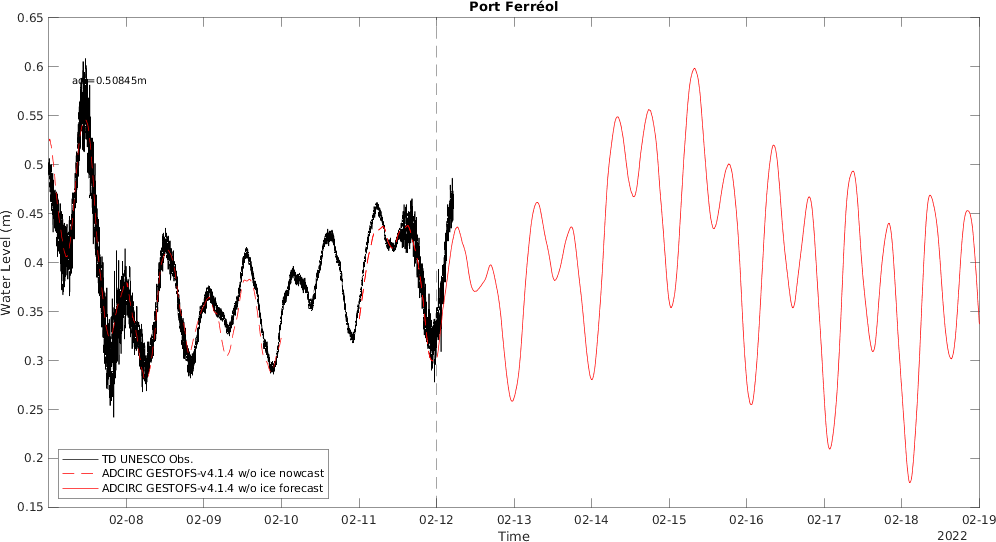 Port Ferréol
Water Level (m)
0.65
0.6
0.55
0.5
0.45
0.4
0.35
0.3
0.25
0.2
0.15
=0.50845m
TD UNESCO Obs.
ADCIRC GESTOFS-v4.1.4 w/o ice nowcast
ADCIRC GESTOFS-v4.1.4 w/o ice forecast
02-08 02-09 02-10 02-11 02-12 02-13 02-14 02-15 02-16 02-17 02-18 02-19
Time
2022